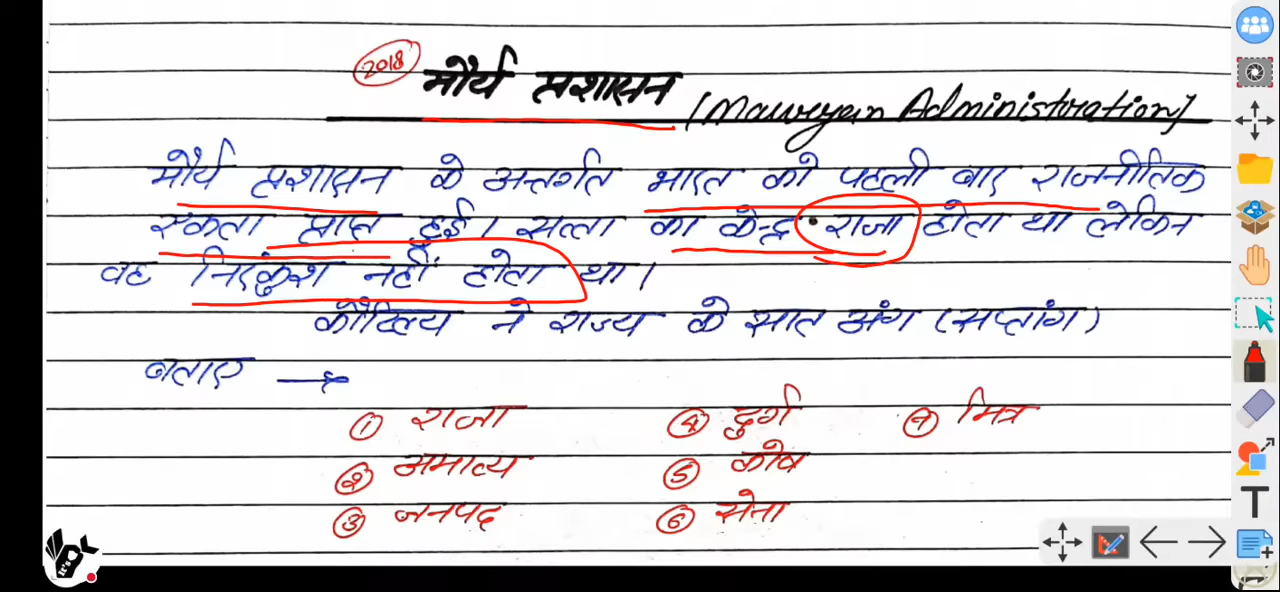 2018
मौर्य प्रशासन (Mauryan Administration)
मौर्य प्रशासन के अन्तर्गत भारत को पहली बार राजनीतिक
एकता प्राप्त हुई। सत्ता का केन्द्र राजा होता था लेकिन
वह निरंकुश नहीं होता था।
कौटिल्य ने राज्य के सात अंग (सप्तांग)
बताए →
① राजा ④ दुर्ग ⑦ मित्र
② अमात्य ⑤ कोष
③ जनपद ⑥ सेना
It's
T